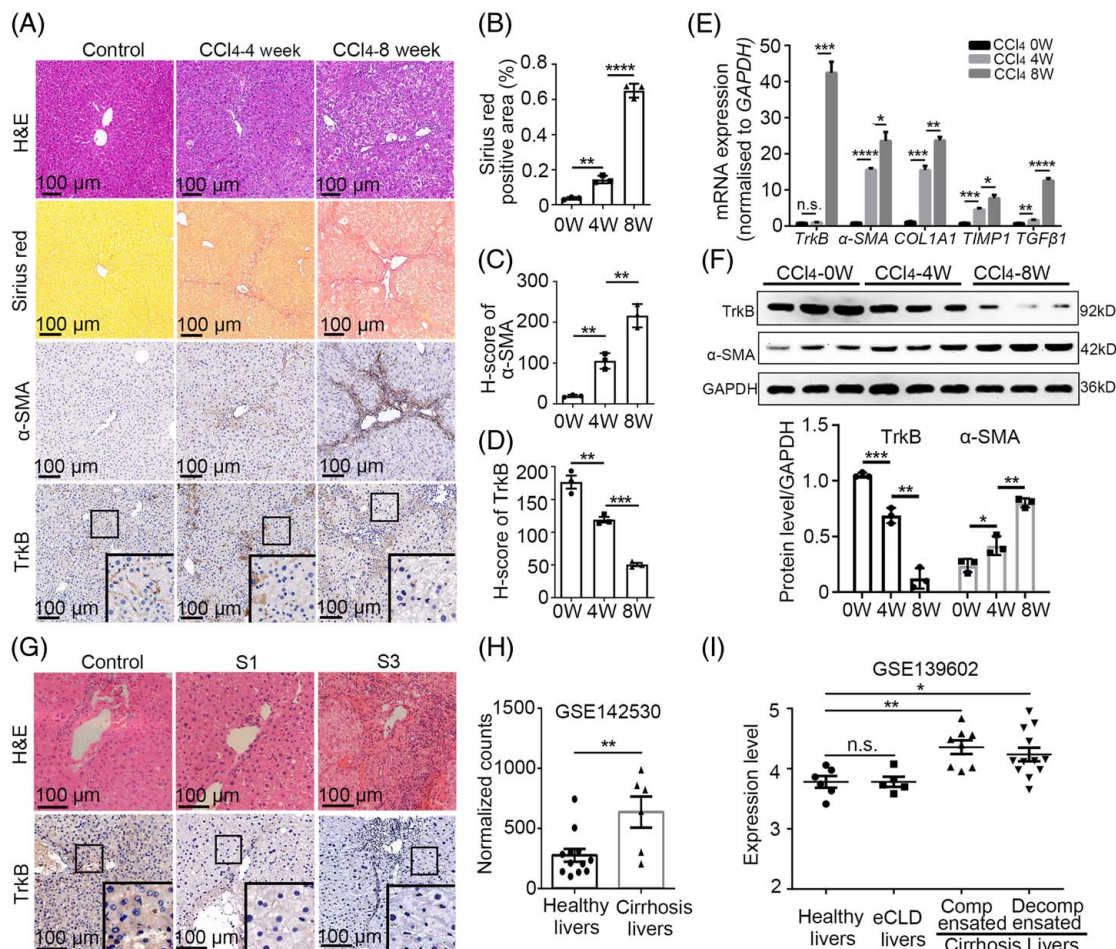 (A)
Control CCl4-4 week CCl4-8 week
H&E
100 μm 100 μm 100 μm
Sirius red
100 μm 100 μm 100 μm
α-SMA
100 μm 100 μm 100 μm
TrkB
100 μm 100 μm 100 μm
(B)
Sirius red
positive area (%)
0.8
0.6
0.4
0.2
0.0
**
****
0W 4W 8W
(C)
H-score of
α-SMA
300
200
100
0
**
**
0W 4W 8W
(D)
H-score of TrkB
200
150
100
50
0
**
***
0W 4W 8W
(E)
mRNA expression
(normalised to GAPDH)
50
40
30
20
10
0
CCl4 0W
CCl4 4W
CCl4 8W
n.s. ***
**** *
*** **
*** *
** ****
TrkB α-SMA COL1A1 TIMP1 TGFβ1
(F)
CCl4-0W CCl4-4W CCl4-8W
TrkB 92kD
α-SMA 42kD
GAPDH 36kD
Protein level/GAPDH
1.5
1.0
0.5
0
TrkB α-SMA
*** ** * **
0W 4W 8W 0W 4W 8W
(G)
Control S1 S3
H&E
100 μm 100 μm 100 μm
TrkB
100 μm 100 μm 100 μm
(H)
GSE142530
Normalized counts
1500
1000
500
0
**
Healthy
livers
Cirrhosis
livers
(I)
GSE139602
Expression level
5
4
3
2
*
**
n.s.
Healthy
livers
eCLD
livers
Comp
ensated
Decomp
ensated
Cirrhosis Livers